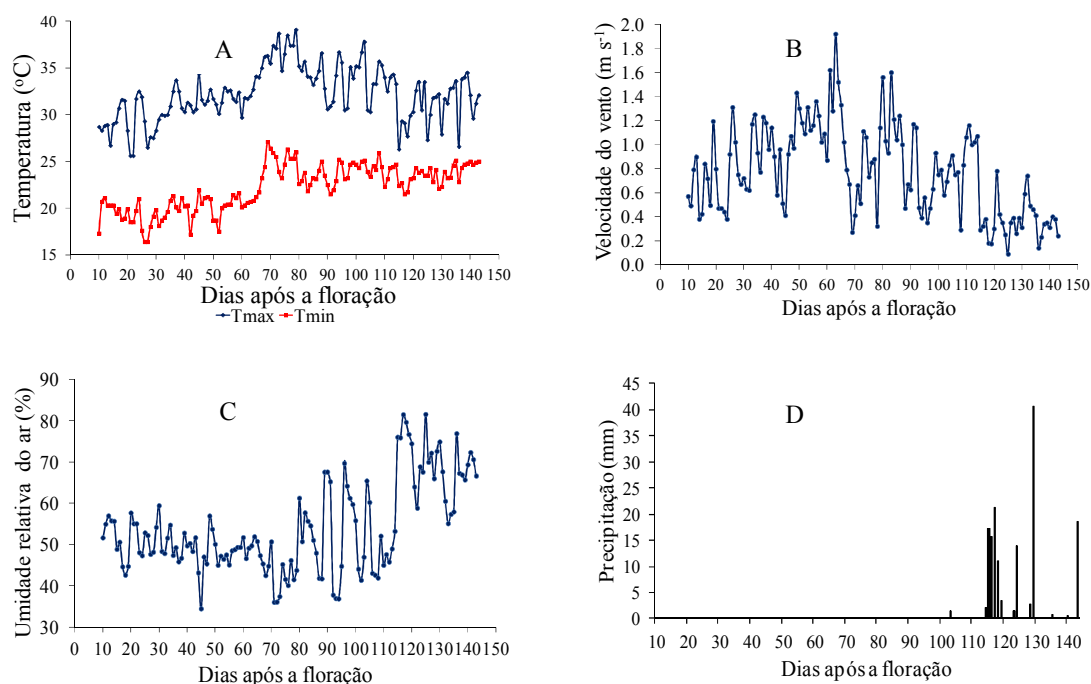 A
Temperatura (°C)
40
35
30
25
20
15
0 10 20 30 40 50 60 70 80 90 100 110 120 130 140 150
Dias após a floração
Tmax Tmin
B
Velocidade do vento (m s-1)
2.0
1.8
1.6
1.4
1.2
1.0
0.8
0.6
0.4
0.2
0.0
0 10 20 30 40 50 60 70 80 90 100 110 120 130 140 150
Dias após a floração
C
Umidade relativa do ar (%)
90
80
70
60
50
40
30
0 10 20 30 40 50 60 70 80 90 100 110 120 130 140 150
Dias após a floração
D
Precipitação (mm)
45
40
35
30
25
20
15
10
5
0
10 20 30 40 50 60 70 80 90 100 110 120 130 140
Dias após a floração